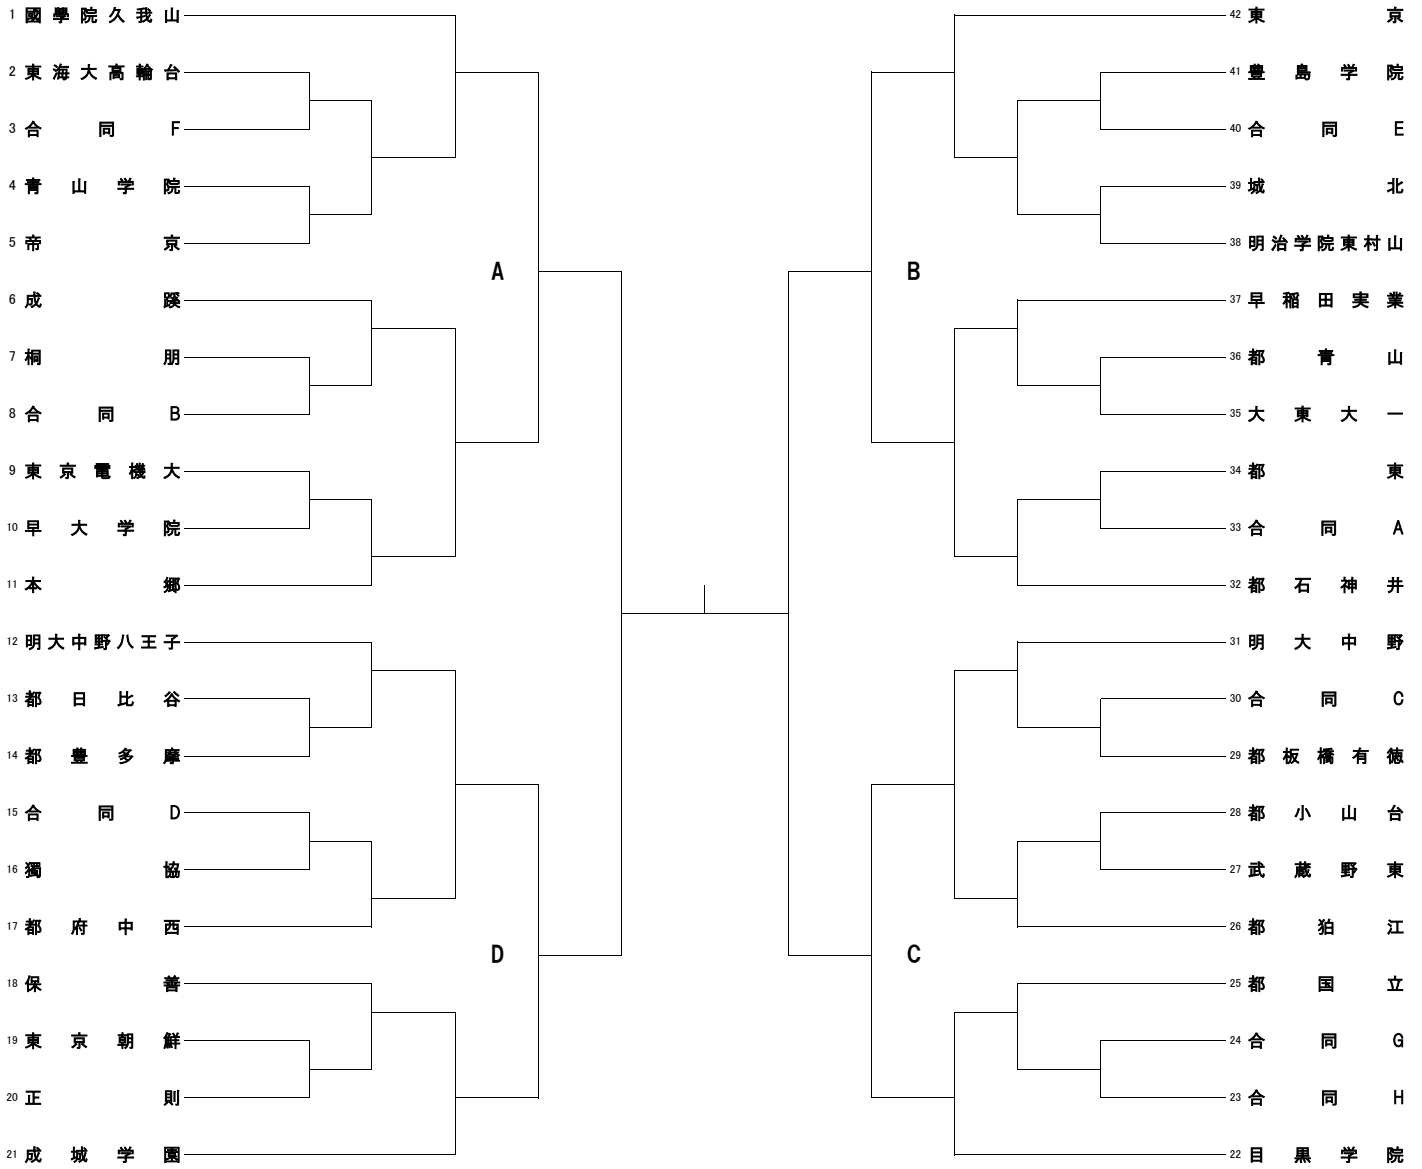 1 國學院久我山
2 東海大高輪台
3 合同F
4 青山学院
5 帝京
A
6 成蹊
7 桐朋
8 合同B
9 東京電機大
10 早大学院
11 本郷
12 明大中野八王子
13 都日比谷
14 都豊多摩
15 合同D
16 獨協
17 都府中西
D
18 保善
19 東京朝鮮
20 正則
21 成城学園
42 東京
41 豊島学院
40 合同E
39 城北
38 明治学院東村山
B
37 早稲田実業
36 都青山
35 大東大一
34 都東
33 合同A
32 都石神井
31 明大中野
30 合同C
29 都板橋有徳
28 都小山台
27 武蔵野東
26 都狛江
C
25 都国立
24 合同G
23 合同H
22 目黒学院